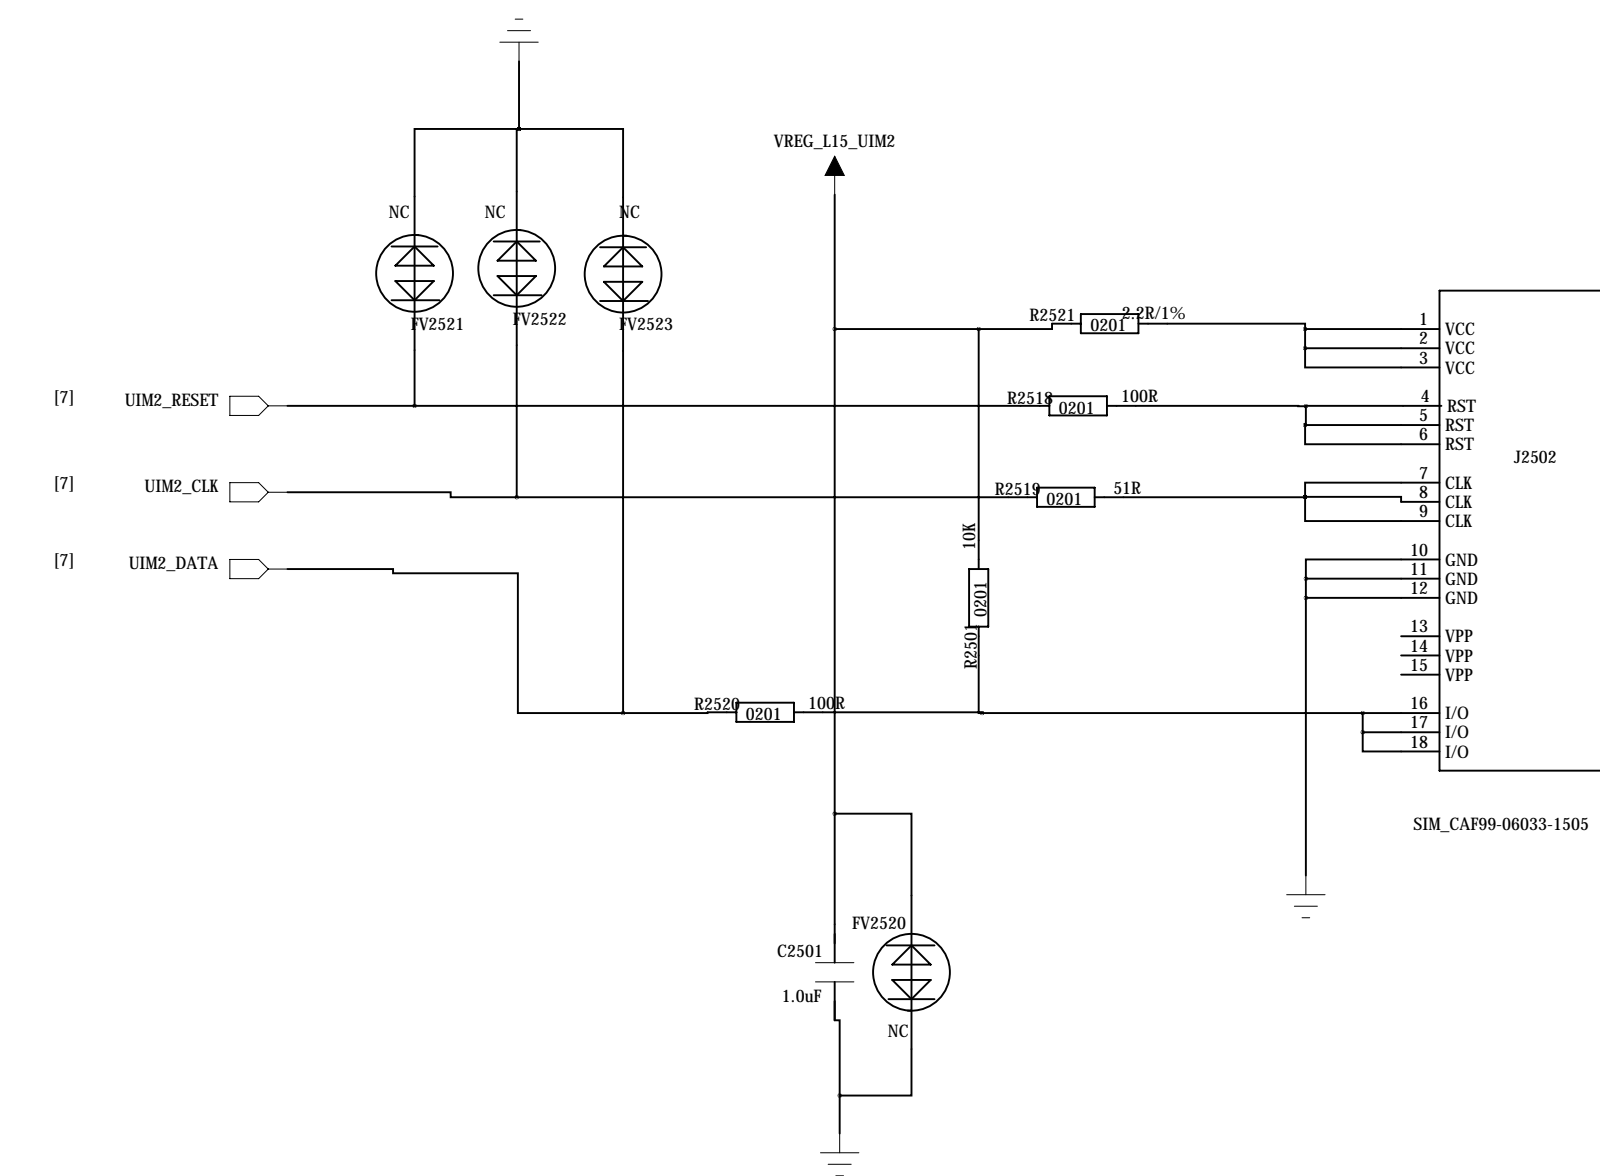 VREG_L15_UIM2
NC
NC
NC
FV2521
FV2522
FV2523
R2521
0201
2.2R/1%
1
VCC
2
VCC
3
VCC
[7]
UIM2_RESET
R2518
0201
100R
4
RST
5
RST
6
RST
J2502
[7]
UIM2_CLK
R2519
0201
51R
7
CLK
8
CLK
9
CLK
10K
0201
[7]
UIM2_DATA
10
GND
11
GND
12
GND
13
VPP
14
VPP
15
VPP
R2520
0201
100R
16
I/O
17
I/O
18
I/O
SIM_CAF99-06033-1505
FV2520
C2501
1.0uF
NC